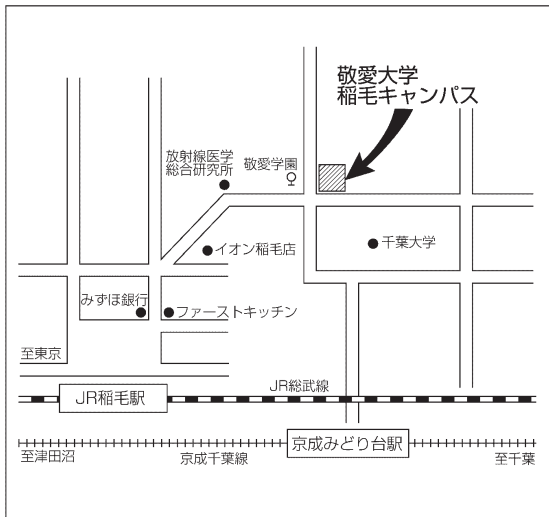 敬愛大学
稲毛キャンパス
放射線医学
総合研究所
敬愛学園
イオン稲毛店
千葉大学
みずほ銀行
ファーストキッチン
至東京
JR総武線
JR稲毛駅
京成みどり台駅
至津田沼
京成千葉線
至千葉